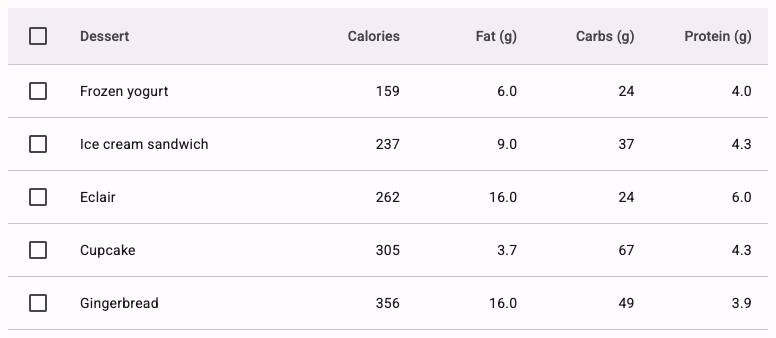 Dessert Calories Fat (g) Carbs (g) Protein (g)
Frozen yogurt 159 6.0 24 4.0
Ice cream sandwich 237 9.0 37 4.3
Eclair 262 16.0 24 6.0
Cupcake 305 3.7 67 4.3
Gingerbread 356 16.0 49 3.9